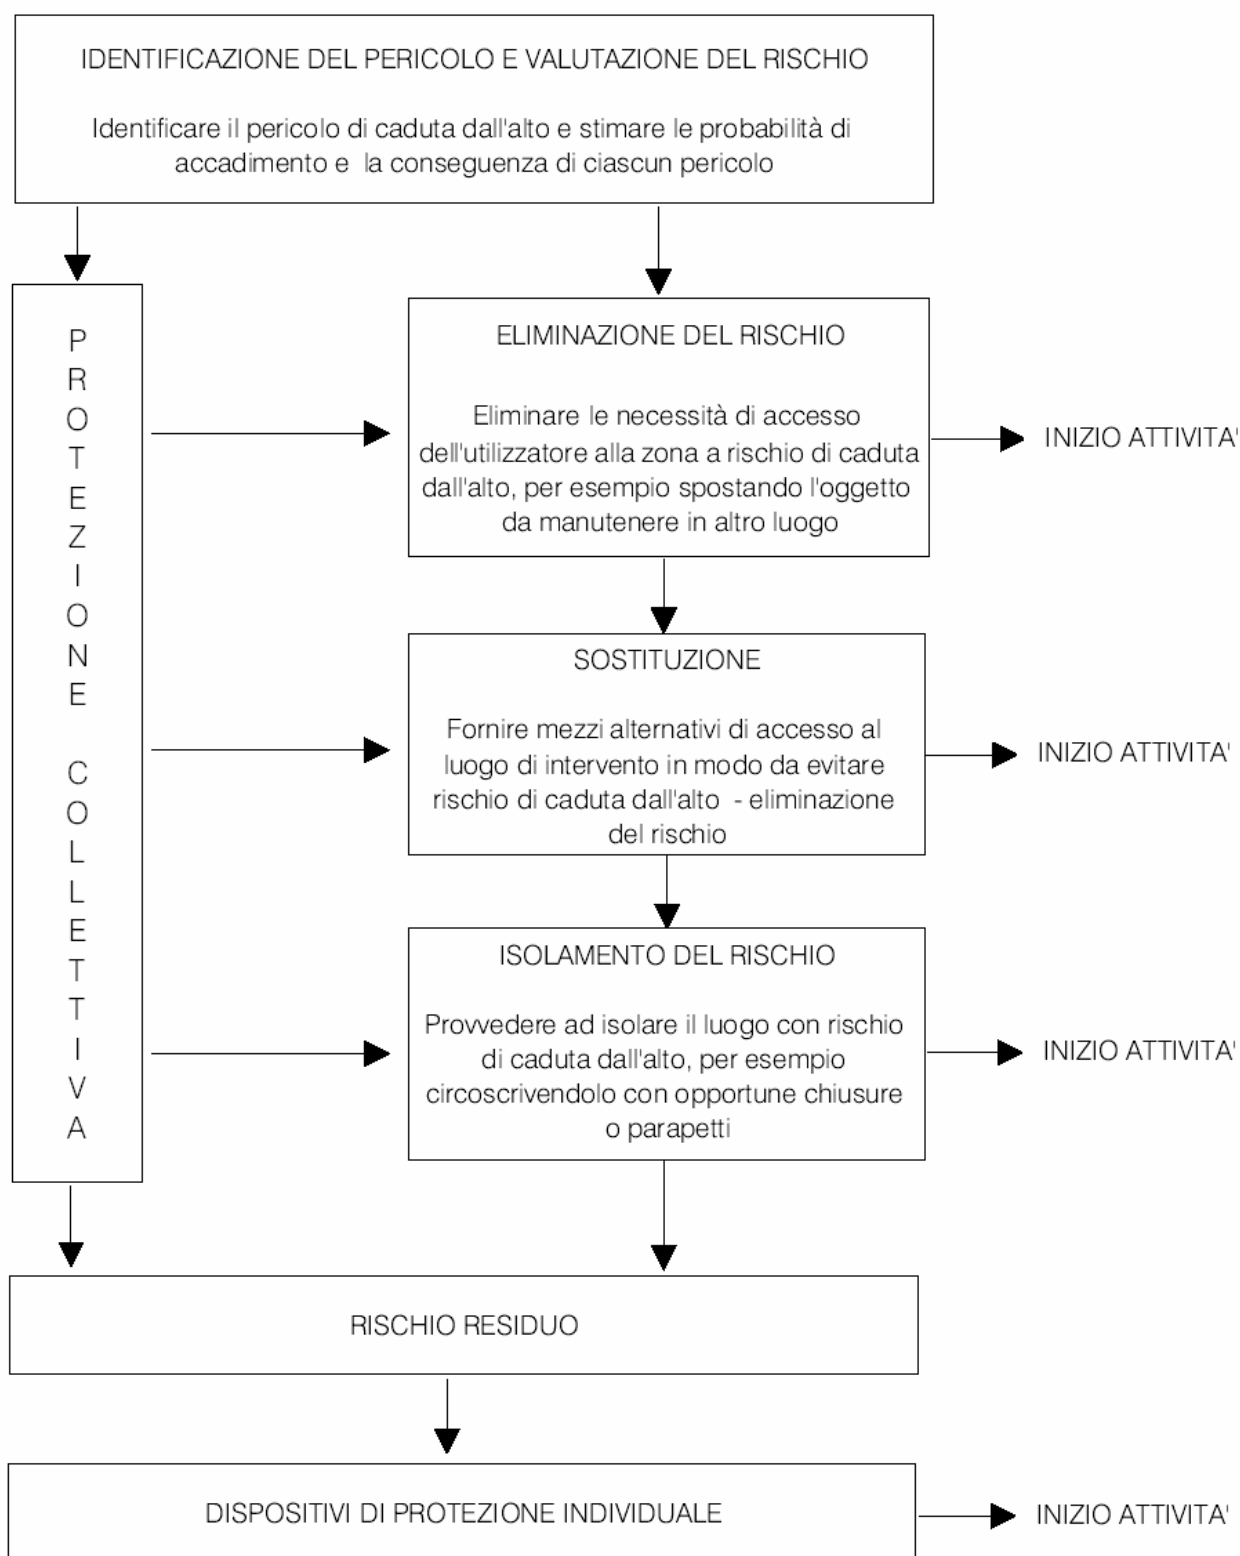 IDENTIFICAZIONE DEL PERICOLO E VALUTAZIONE DEL RISCHIO
Identificare il pericolo di caduta dall'alto e stimare le probabilità di
accadimento e la conseguenza di ciascun pericolo
PROTEZIONE COLLETTIVA
ELIMINAZIONE DEL RISCHIO
Eliminare le necessità di accesso
dell'utilizzatore alla zona a rischio di caduta
dall'alto, per esempio spostando l'oggetto
da manutenere in altro luogo
INIZIO ATTIVITA'
SOSTITUZIONE
Fornire mezzi alternativi di accesso al
luogo di intervento in modo da evitare
rischio di caduta dall'alto - eliminazione
del rischio
INIZIO ATTIVITA'
ISOLAMENTO DEL RISCHIO
Provvedere ad isolare il luogo con rischio
di caduta dall'alto, per esempio
circoscrivendolo con opportune chiusure
o parapetti
INIZIO ATTIVITA'
RISCHIO RESIDUO
DISPOSITIVI DI PROTEZIONE INDIVIDUALE
INIZIO ATTIVITA'